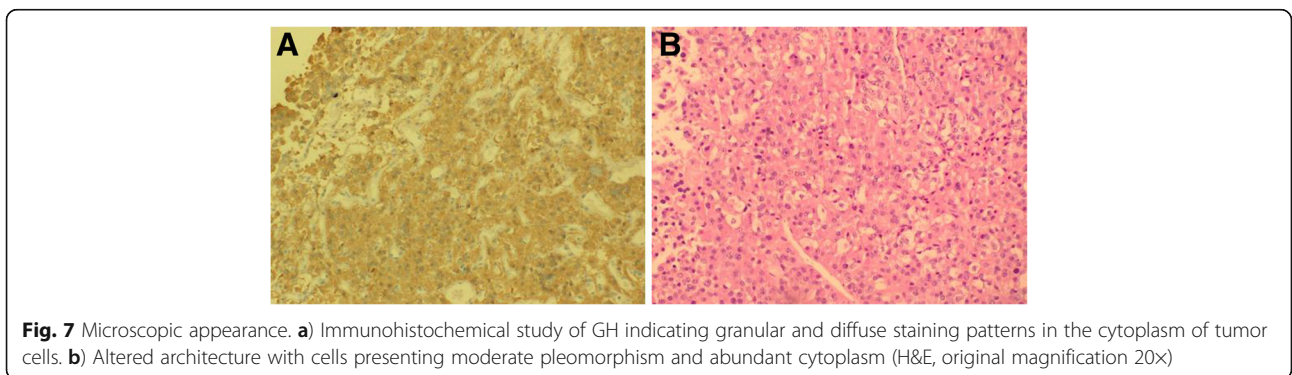 A
B
Fig. 7 Microscopic appearance. a) Immunohistochemical study of GH indicating granular and diffuse staining patterns in the cytoplasm of tumor
cells. b) Altered architecture with cells presenting moderate pleomorphism and abundant cytoplasm (H&E, original magnification 20×)